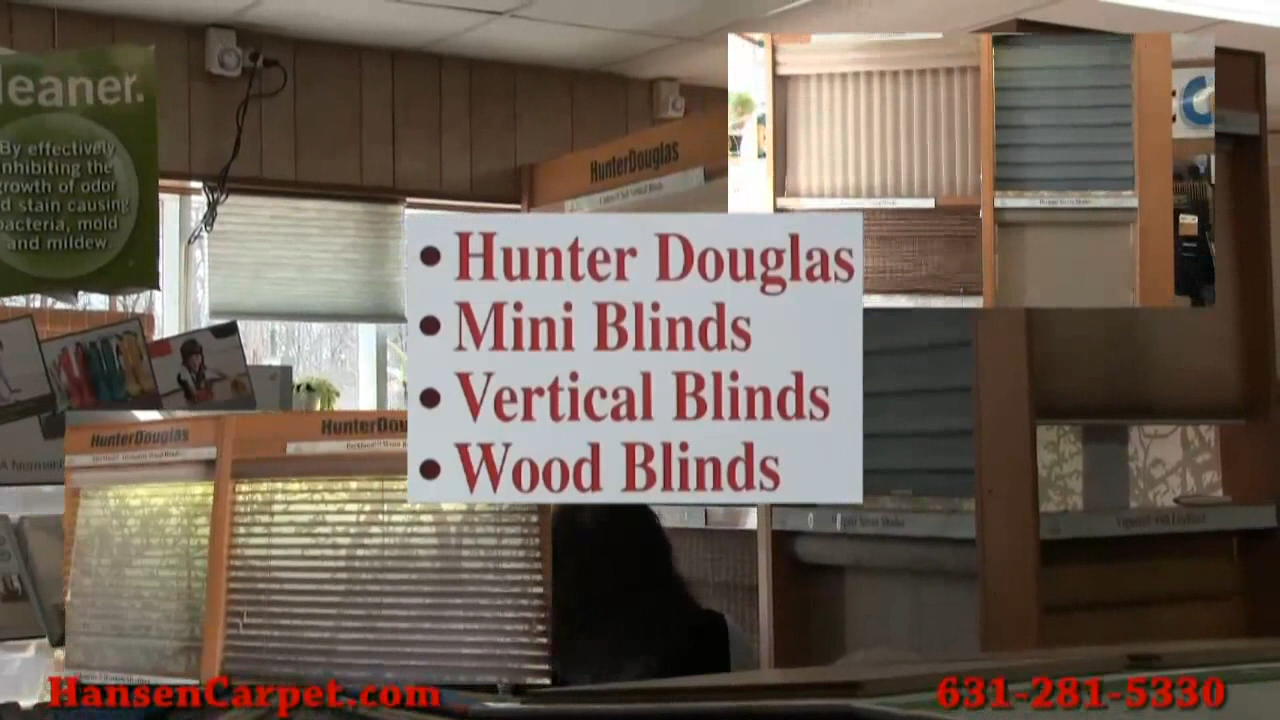 leaner.
By effectively
inhibiting the
growth of odor
d stain causing
bacteria, mold
and mildew.
HunterDouglas
C
• Hunter Douglas
• Mini Blinds
• Vertical Blinds
• Wood Blinds
HunterDouglas
HunterDou
HansenCarpet.com
631-281-5330